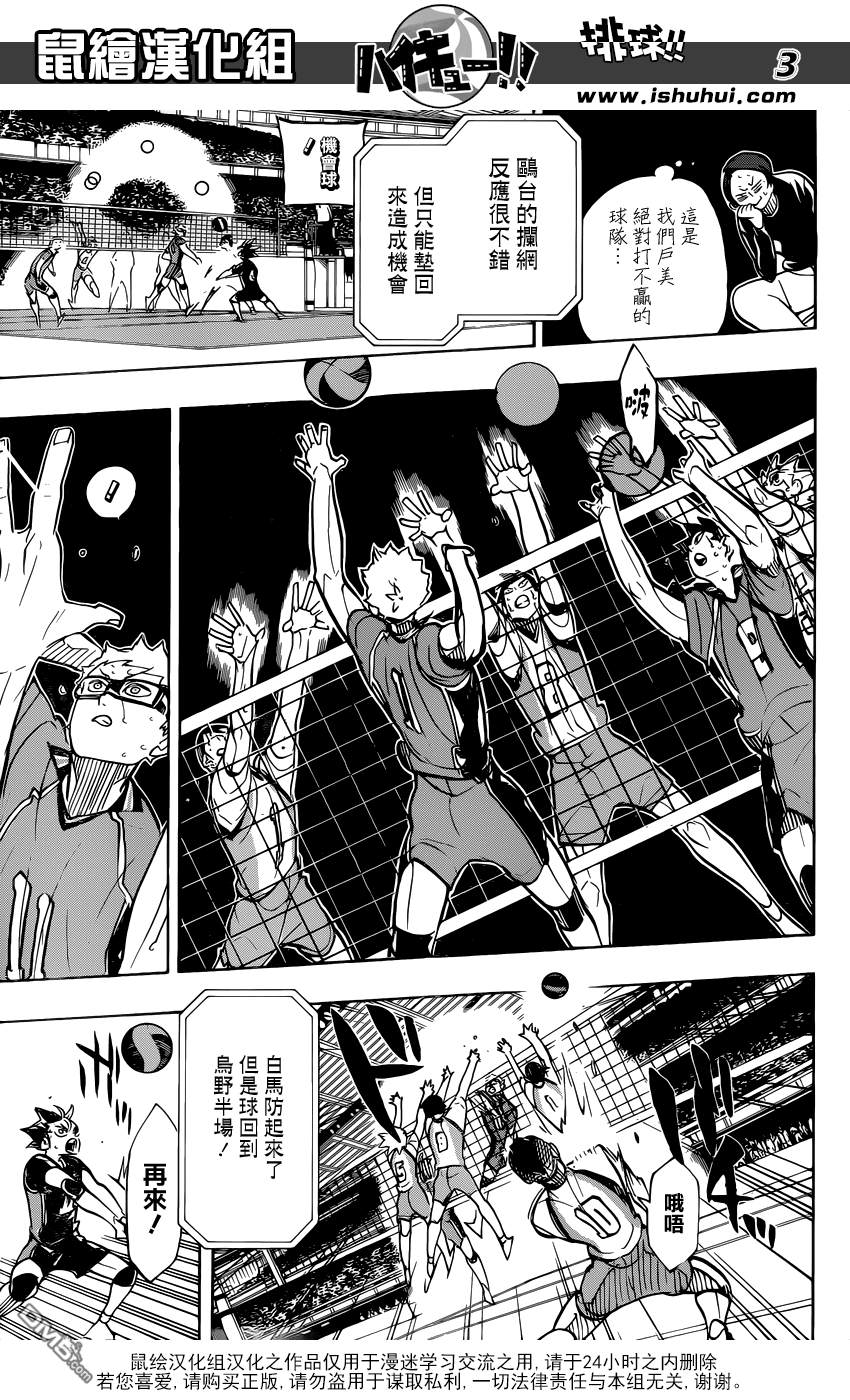 鼠繪漢化組
ハイキュー!!
排球!!
3
www.ishuhui.com
這是
我們戶美
絕對打不贏的
球隊…
鷗台的攔網
反應很不錯
但只能墊回
來造成機會
機會球
啵
哦唔
白馬防起來了
但是球回到
烏野半場!
再來!
鼠绘汉化组汉化之作品仅用于漫迷学习交流之用,请于24小时之内删除
若您喜爱,请购买正版,请勿盗用于谋取私利,一切法律责任与本组无关,谢谢。